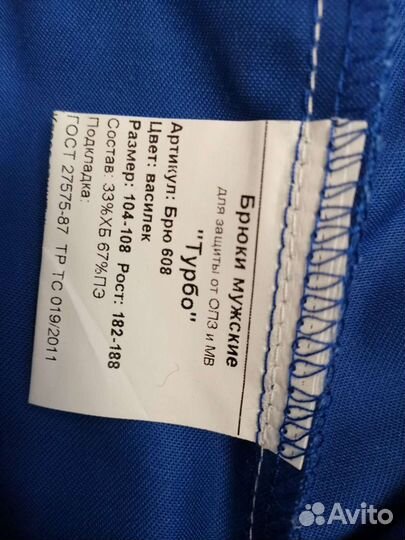 Брюки мужские
для защиты от ОПЗ и МВ
"Турбо"
Артикул: Брю 608
Цвет: василек
Размер: 104-108 Рост: 182-188
Состав: 33%ХБ 67%ПЭ
Подкладка:
ГОСТ 27575-87 ТР ТС 019/2011
Avito